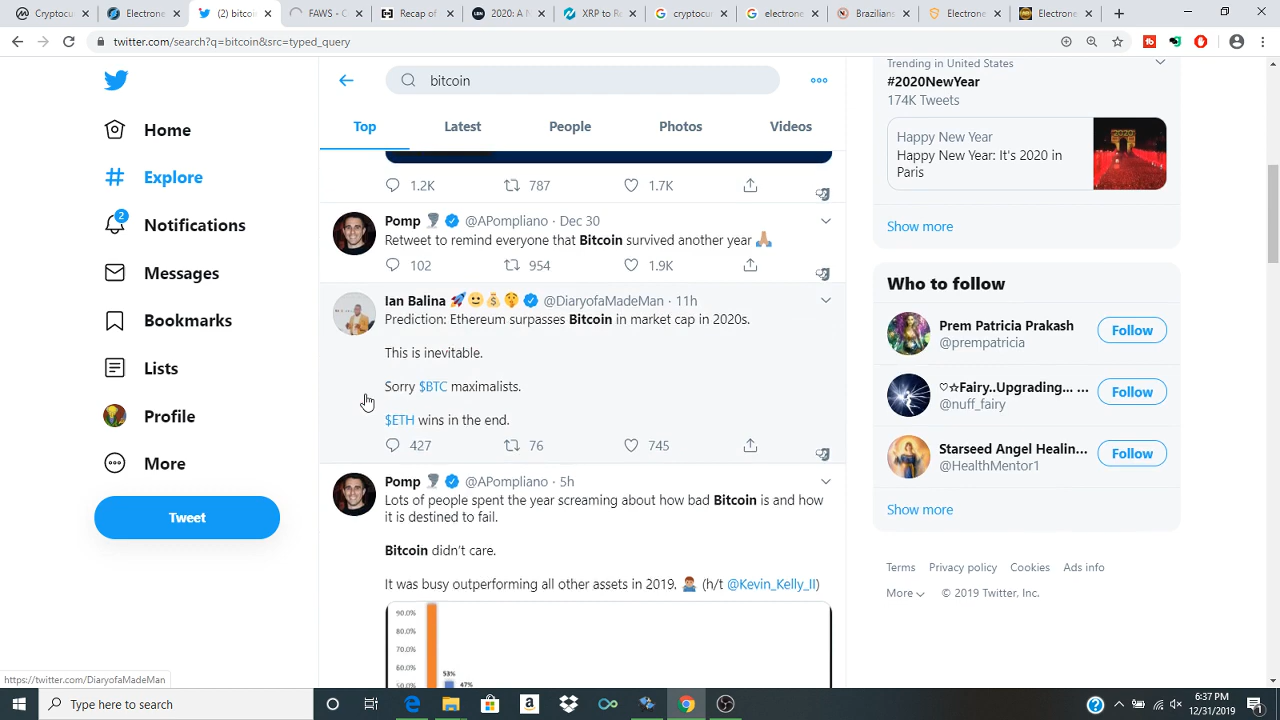 Cryptocu
Electrone
(2) bitcoin
FAWS - C
Recap of
2020: A N
XRP to Re
cryptocur
electrone
Brazilians
Electrone
Electrone
twitter.com/search?q=bitcoin&src=typed_query
Home
Explore
2
Notifications
Messages
Bookmarks
Lists
Profile
More
Tweet
bitcoin
Top
Latest
People
Photos
Videos
1.2K
787
1.7K
Pomp @APompliano · Dec 30
Retweet to remind everyone that Bitcoin survived another year 🙏🏼
102
954
1.9K
Ian Balina 🚀😀💰🤫 @DiaryofaMadeMan · 11h
Prediction: Ethereum surpasses Bitcoin in market cap in 2020s.
This is inevitable.
Sorry $BTC maximalists.
$ETH wins in the end.
427
76
745
Pomp @APompliano · 5h
Lots of people spent the year screaming about how bad Bitcoin is and how
it is destined to fail.
Bitcoin didn’t care.
It was busy outperforming all other assets in 2019. (h/t @Kevin_Kelly_II)
90.0%
80.0%
70.0%
60.0%
50.0%
53%
47%
Trending in United States
#2020NewYear
174K Tweets
Happy New Year
Happy New Year: It's 2020 in
Paris
Show more
Who to follow
Prem Patricia Prakash
@prempatricia
Follow
♡☆Fairy..Upgrading... ...
@nuff_fairy
Follow
Starseed Angel Healin...
@HealthMentor1
Follow
Show more
Terms Privacy policy Cookies Ads info
More © 2019 Twitter, Inc.
https://twitter.com/DiaryofaMadeMan
Type here to search
6:37 PM
12/31/2019